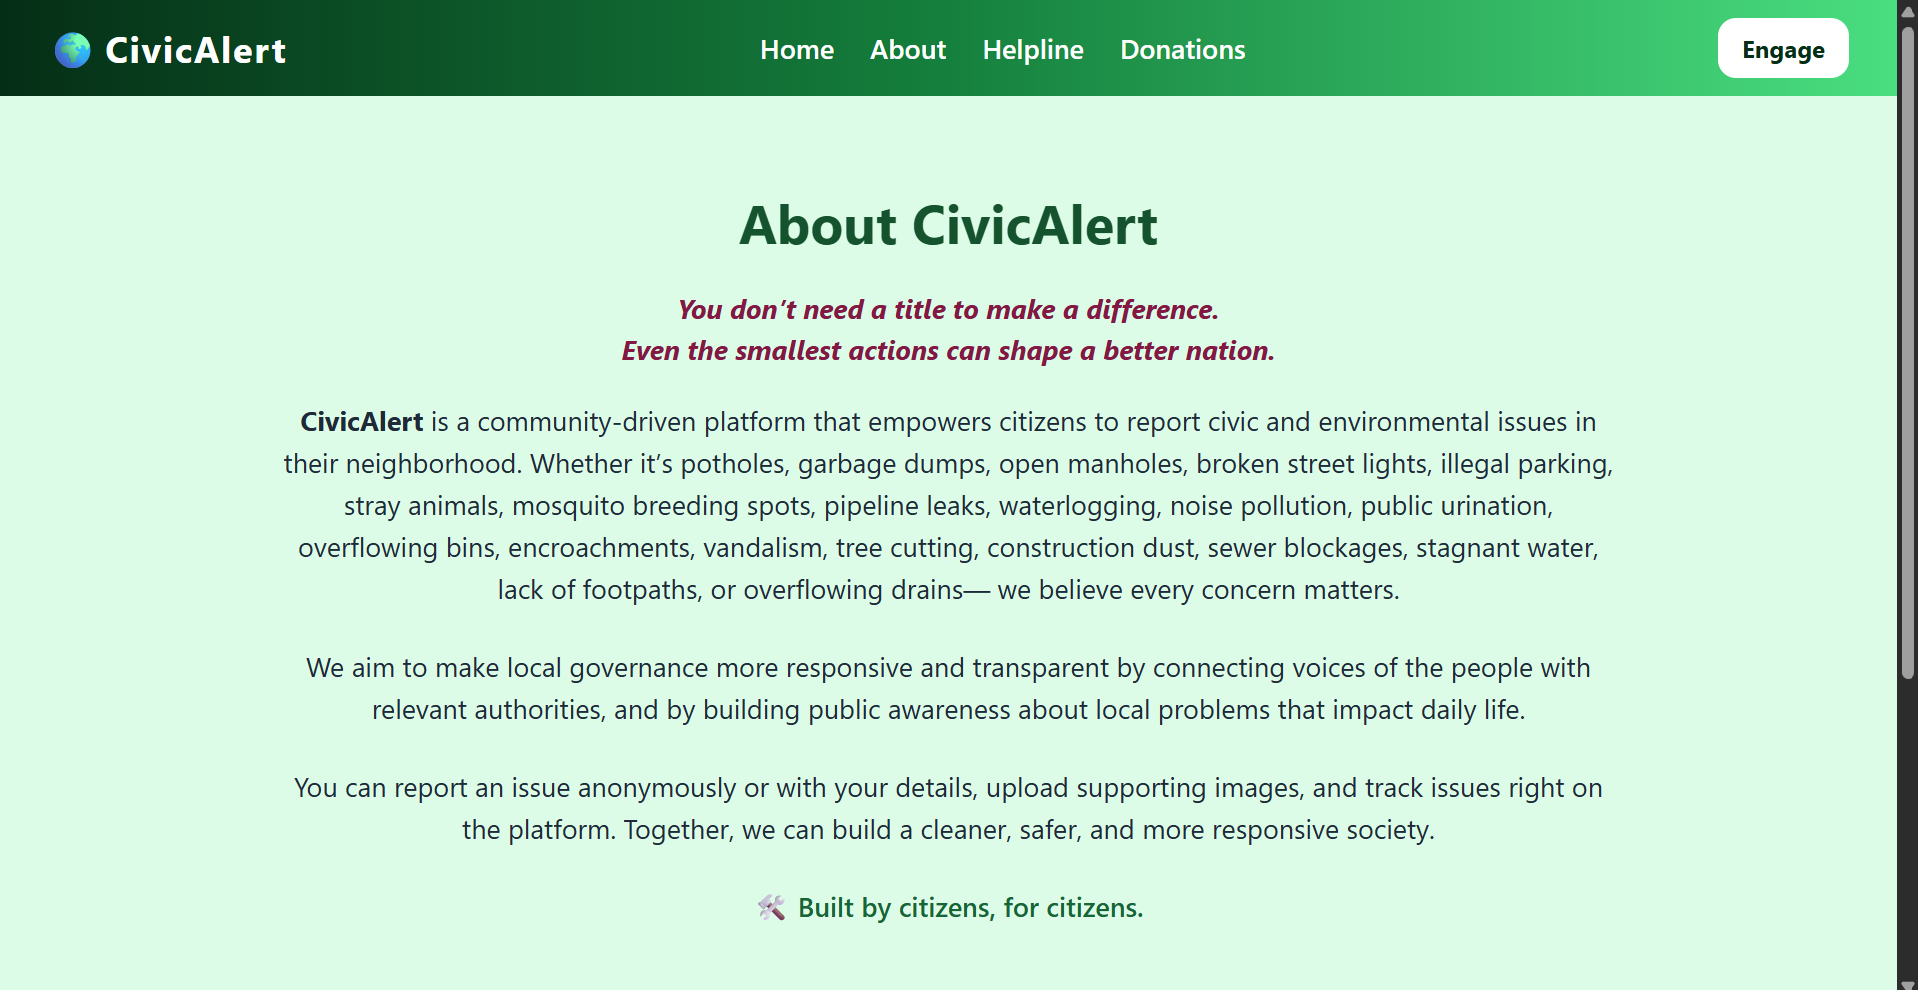 CivicAlert
Home About Helpline Donations
Engage
About CivicAlert
You don’t need a title to make a difference.
Even the smallest actions can shape a better nation.
CivicAlert is a community-driven platform that empowers citizens to report civic and environmental issues in
their neighborhood. Whether it’s potholes, garbage dumps, open manholes, broken street lights, illegal parking,
stray animals, mosquito breeding spots, pipeline leaks, waterlogging, noise pollution, public urination,
overflowing bins, encroachments, vandalism, tree cutting, construction dust, sewer blockages, stagnant water,
lack of footpaths, or overflowing drains— we believe every concern matters.
We aim to make local governance more responsive and transparent by connecting voices of the people with
relevant authorities, and by building public awareness about local problems that impact daily life.
You can report an issue anonymously or with your details, upload supporting images, and track issues right on
the platform. Together, we can build a cleaner, safer, and more responsive society.
Built by citizens, for citizens.